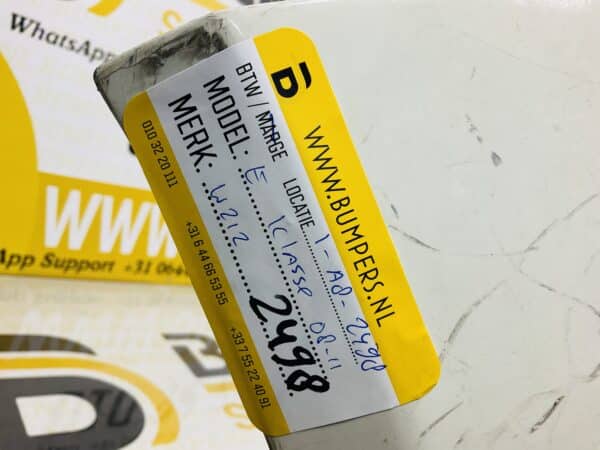 WhatsApp
WWW
App Support +31 064
WWW.BUMPERS.NL
BTW / MARGE LOCATIE 1-A8-2498
MODEL: E Klasse 08-11
MERK: W212 2498
010 32 20 111 +31 6 44 66 53 55 +33 7 55 22 40 91